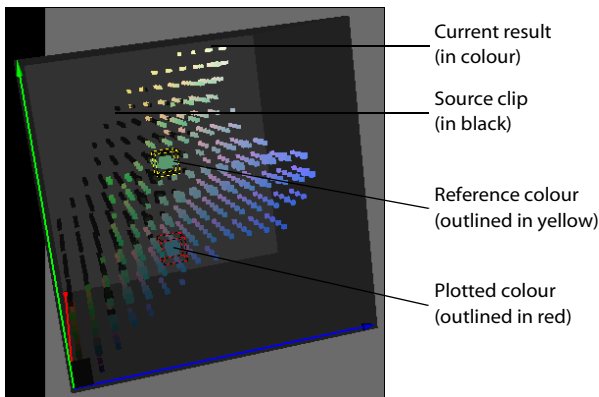 Current result
(in colour)
Source clip
(in black)
Reference colour
(outlined in yellow)
Plotted colour
(outlined in red)